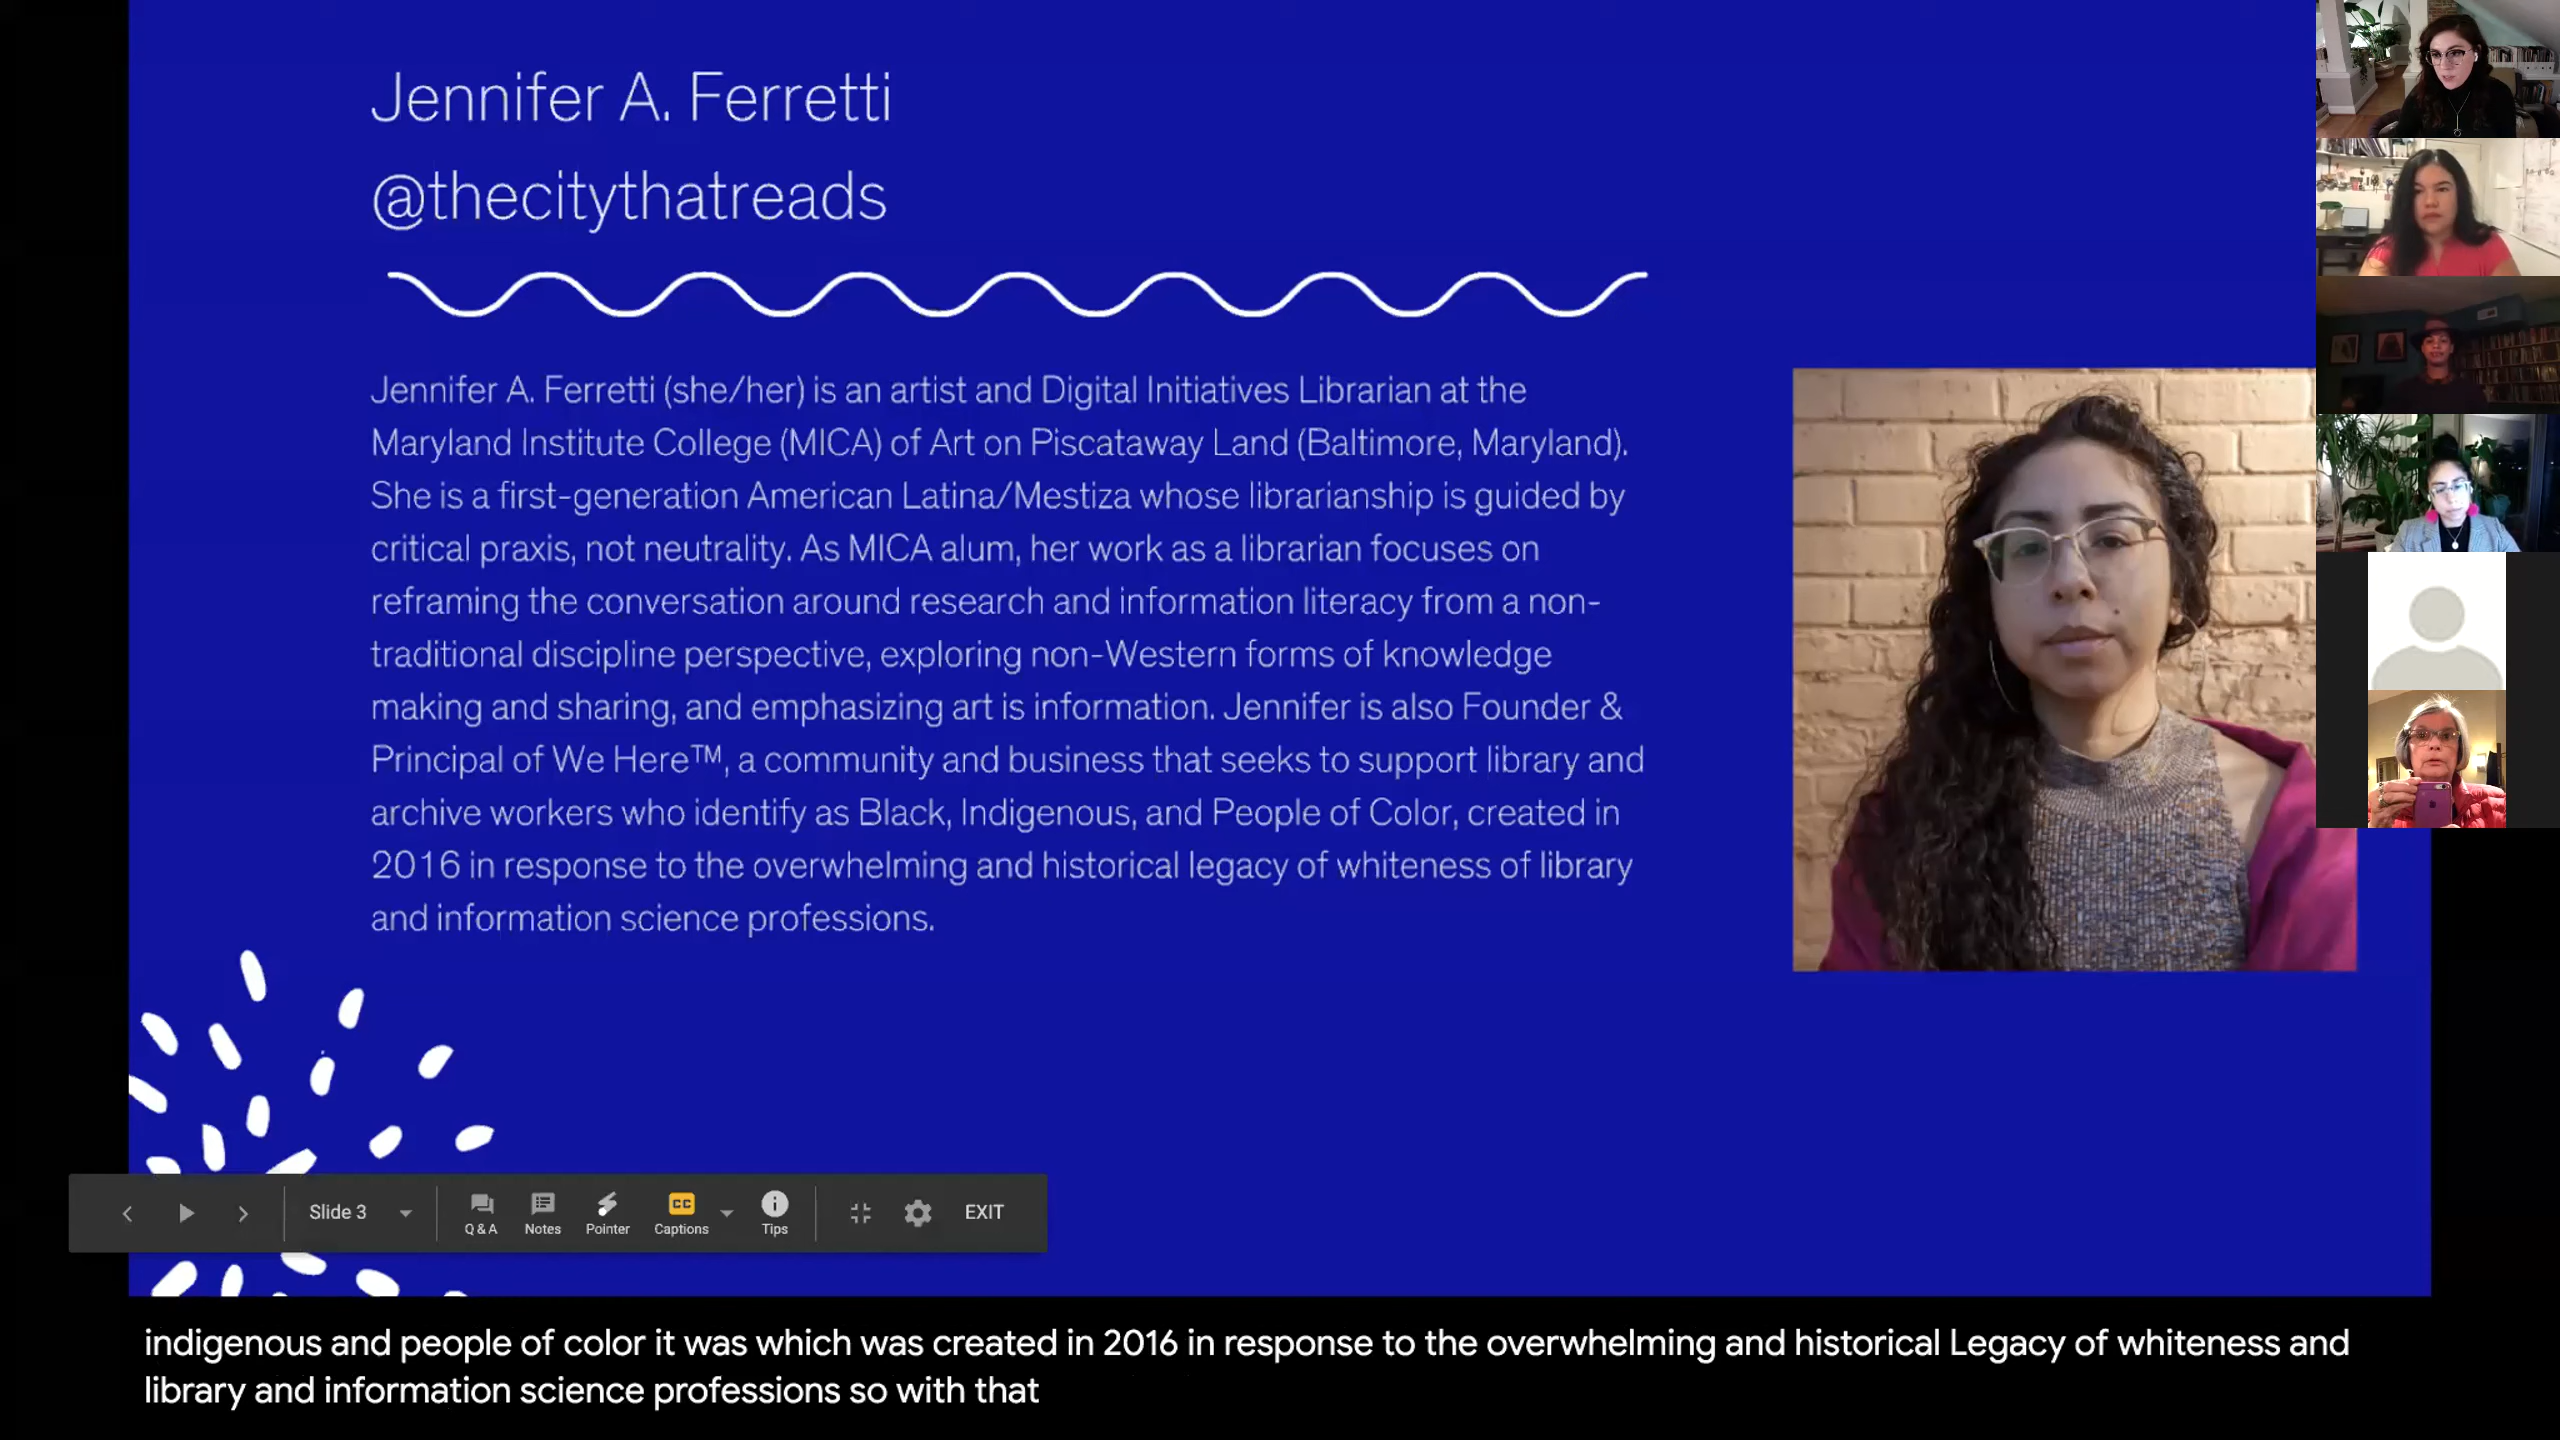 Jennifer A. Ferretti
@thecitythatreads
Jennifer A. Ferretti (she/her) is an artist and Digital Initiatives Librarian at the
Maryland Institute College (MICA) of Art on Piscataway Land (Baltimore, Maryland).
She is a first-generation American Latina/Mestiza whose librarianship is guided by
critical praxis, not neutrality. As MICA alum, her work as a librarian focuses on
reframing the conversation around research and information literacy from a non-
traditional discipline perspective, exploring non-Western forms of knowledge
making and sharing, and emphasizing art is information. Jennifer is also Founder &
Principal of We Here™, a community and business that seeks to support library and
archive workers who identify as Black, Indigenous, and People of Color, created in
2016 in response to the overwhelming and historical legacy of whiteness of library
and information science professions.
Slide 3
Q & A
Notes
Pointer
CC
Captions
Tips
EXIT
indigenous and people of color it was which was created in 2016 in response to the overwhelming and historical Legacy of whiteness and
library and information science professions so with that